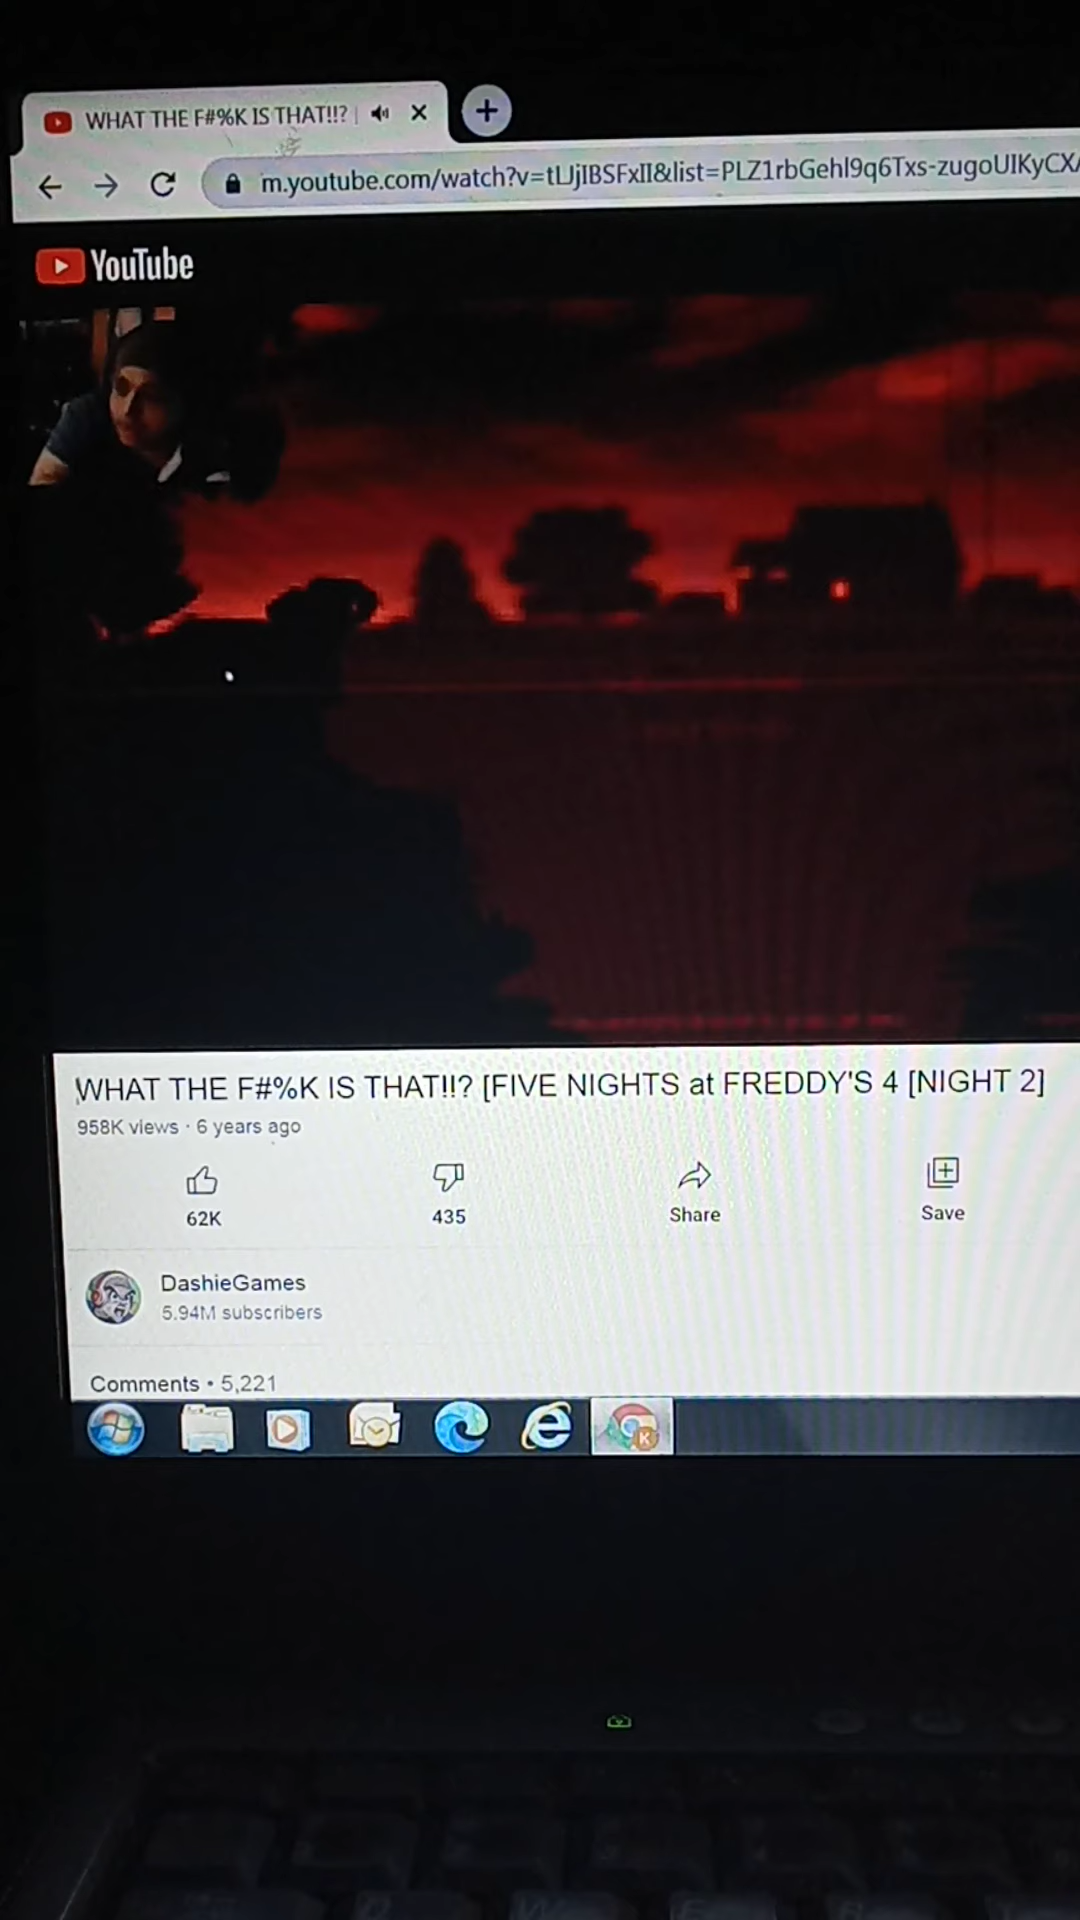 WHAT THE F#%K IS THAT!!? |
m.youtube.com/watch?v=tLJjIBSFxII&list=PLZ1rbGehl9q6Txs-zugoUIKyCX
YouTube
WHAT THE F#%K IS THAT!!? [FIVE NIGHTS at FREDDY'S 4 [NIGHT 2]
958K views · 6 years ago
62K
435
Share
Save
DashieGames
5.94M subscribers
Comments • 5,221
K